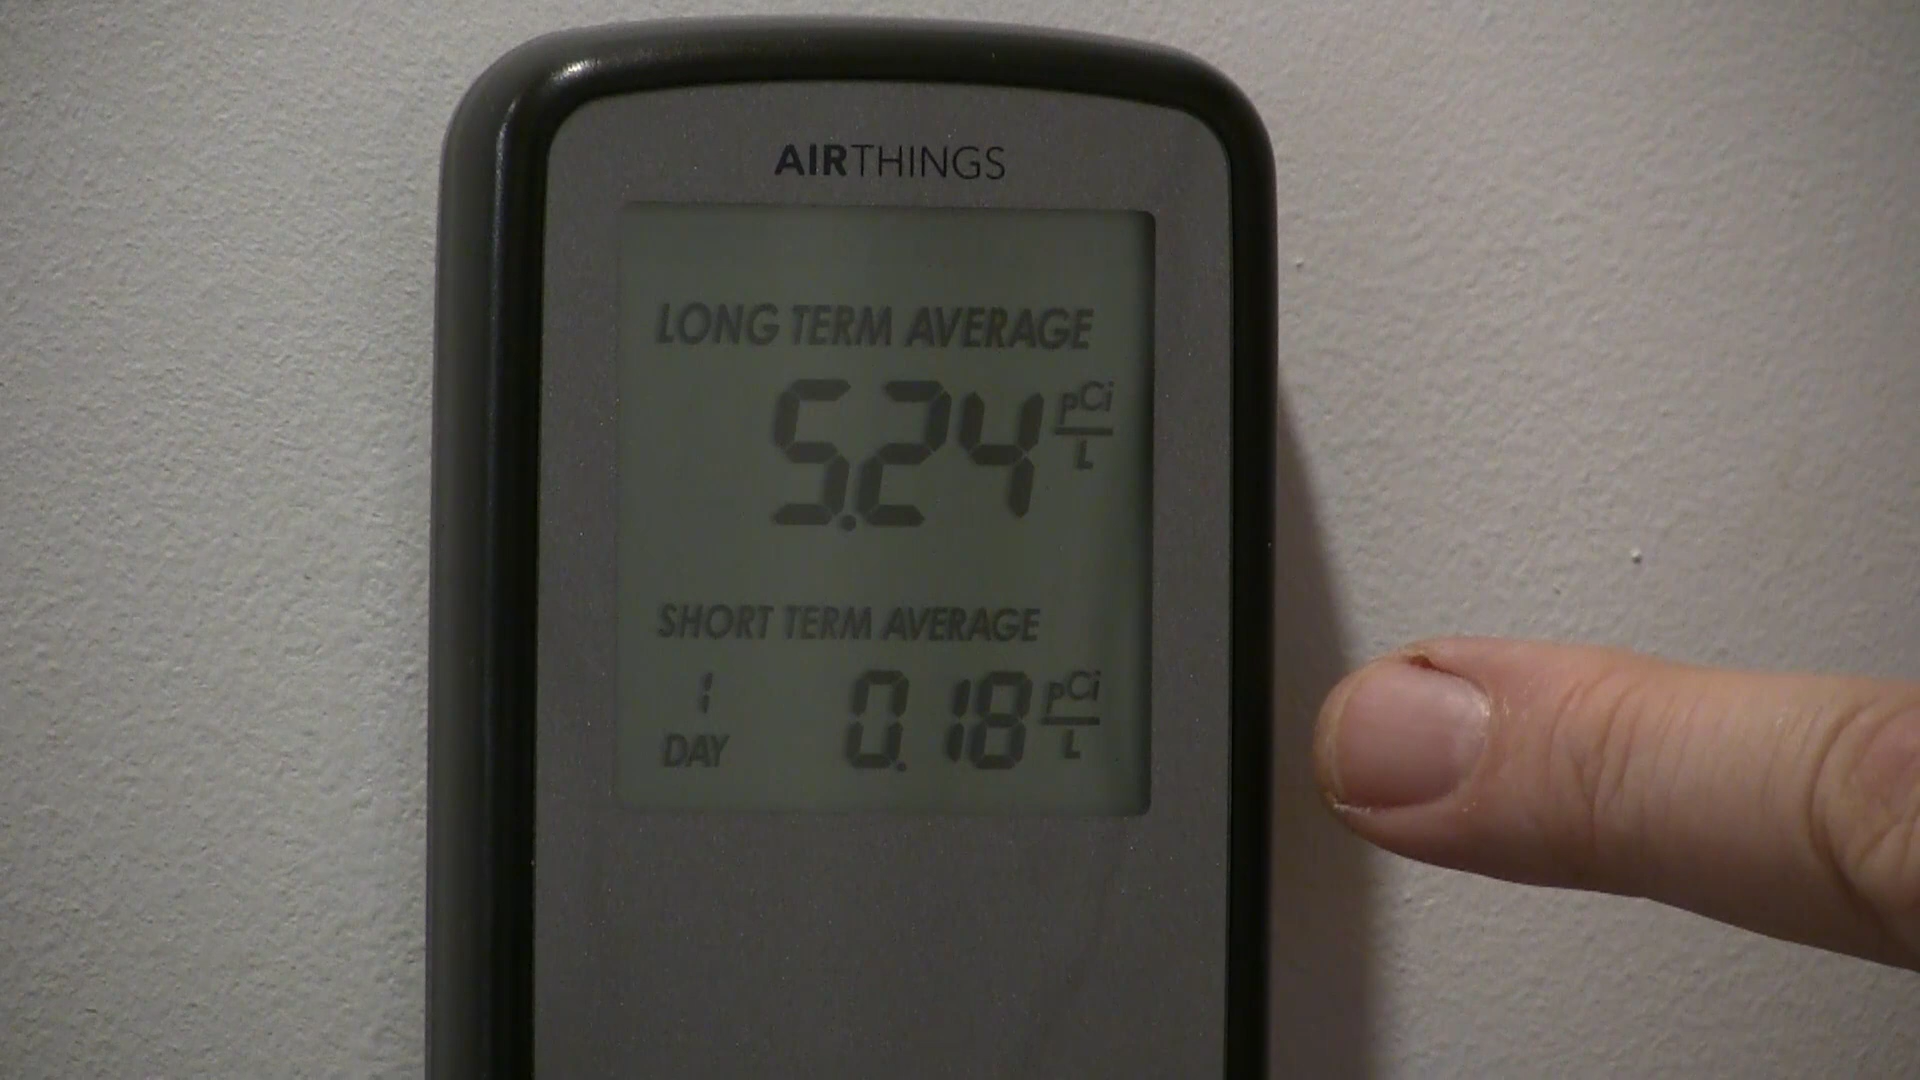 AIRTHINGS
LONG TERM AVERAGE
5.24 pCi/L
SHORT TERM AVERAGE
1 DAY 0.18 pCi/L